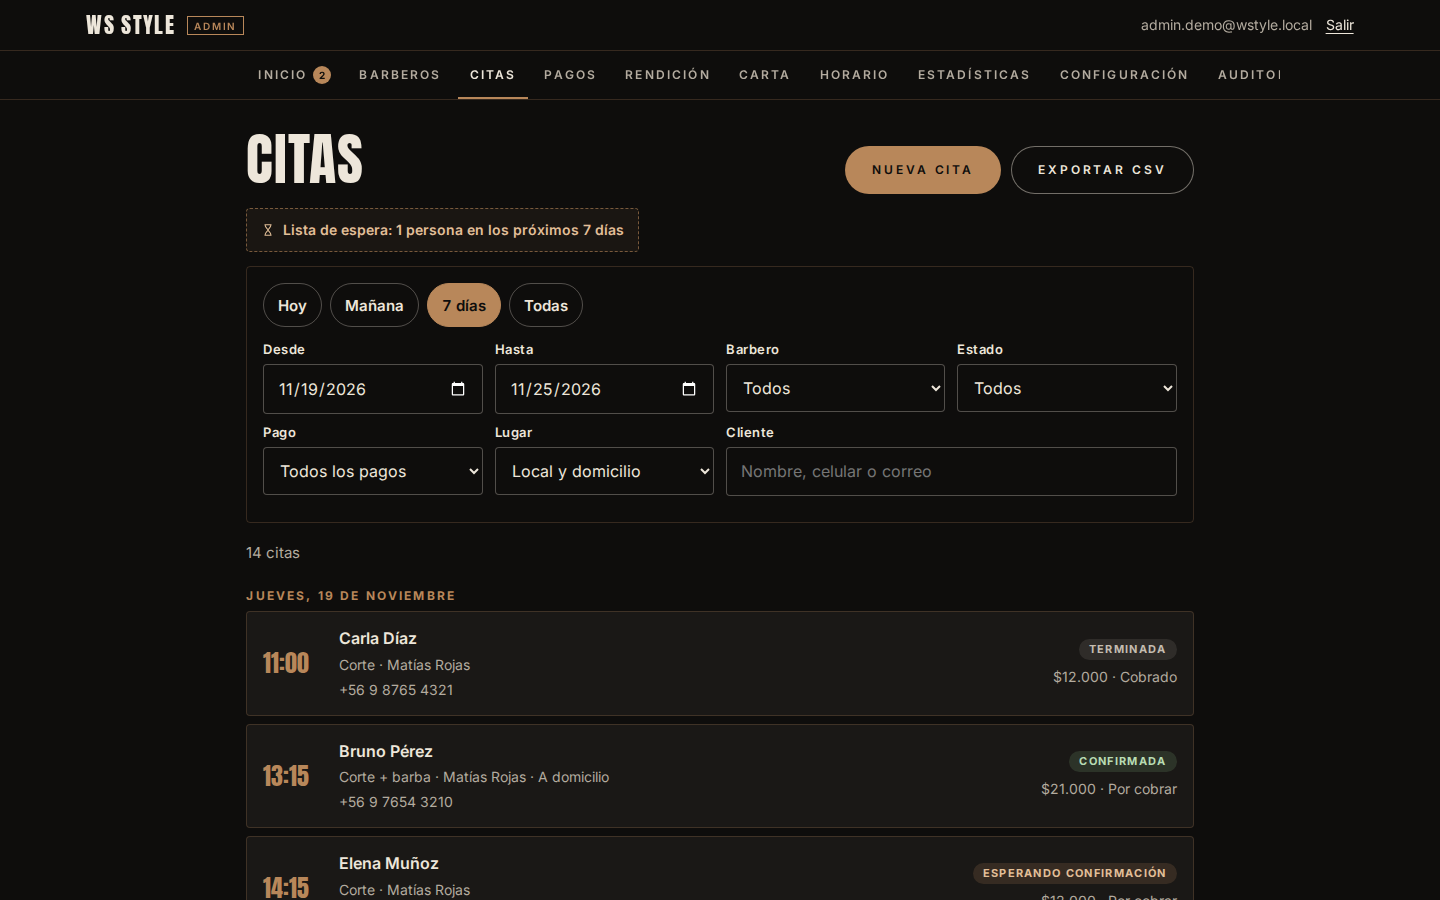 WS STYLE ADMIN admin.demo@wstyle.local Salir
INICIO 2 BARBEROS CITAS PAGOS RENDICIÓN CARTA HORARIO ESTADÍSTICAS CONFIGURACIÓN
CITAS
NUEVA CITA EXPORTAR CSV
Lista de espera: 1 persona en los próximos 7 días
Hoy Mañana 7 días Todas
Desde Hasta Barbero Estado
11/19/2026 11/25/2026 Todos Todos
Pago Lugar Cliente
Todos los pagos Local y domicilio Nombre, celular o correo
14 citas
JUEVES, 19 DE NOVIEMBRE
11:00 Carla Díaz TERMINADA
Corte · Matías Rojas $12.000 · Cobrado
+56 9 8765 4321
13:15 Bruno Pérez CONFIRMADA
Corte + barba · Matías Rojas · A domicilio $21.000 · Por cobrar
+56 9 7654 3210
14:15 Elena Muñoz ESPERANDO CONFIRMACIÓN
Corte · Matías Rojas